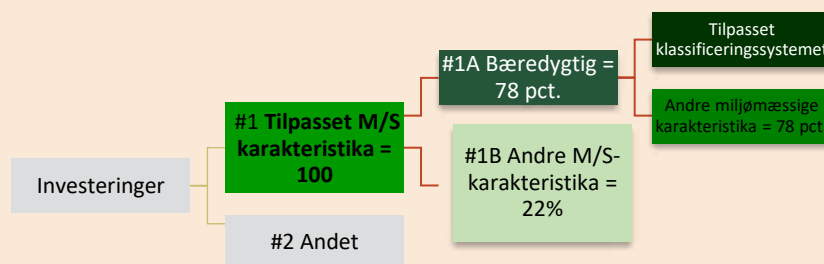 Investeringer
#1 Tilpasset M/S
karakteristika =
100
#2 Andet
#1A Bæredygtig =
78 pct.
#1B Andre M/S-
karakteristika =
22%
Tilpasset
klassificeringssystemet
Andre miljømæssige
karakteristika = 78 pct